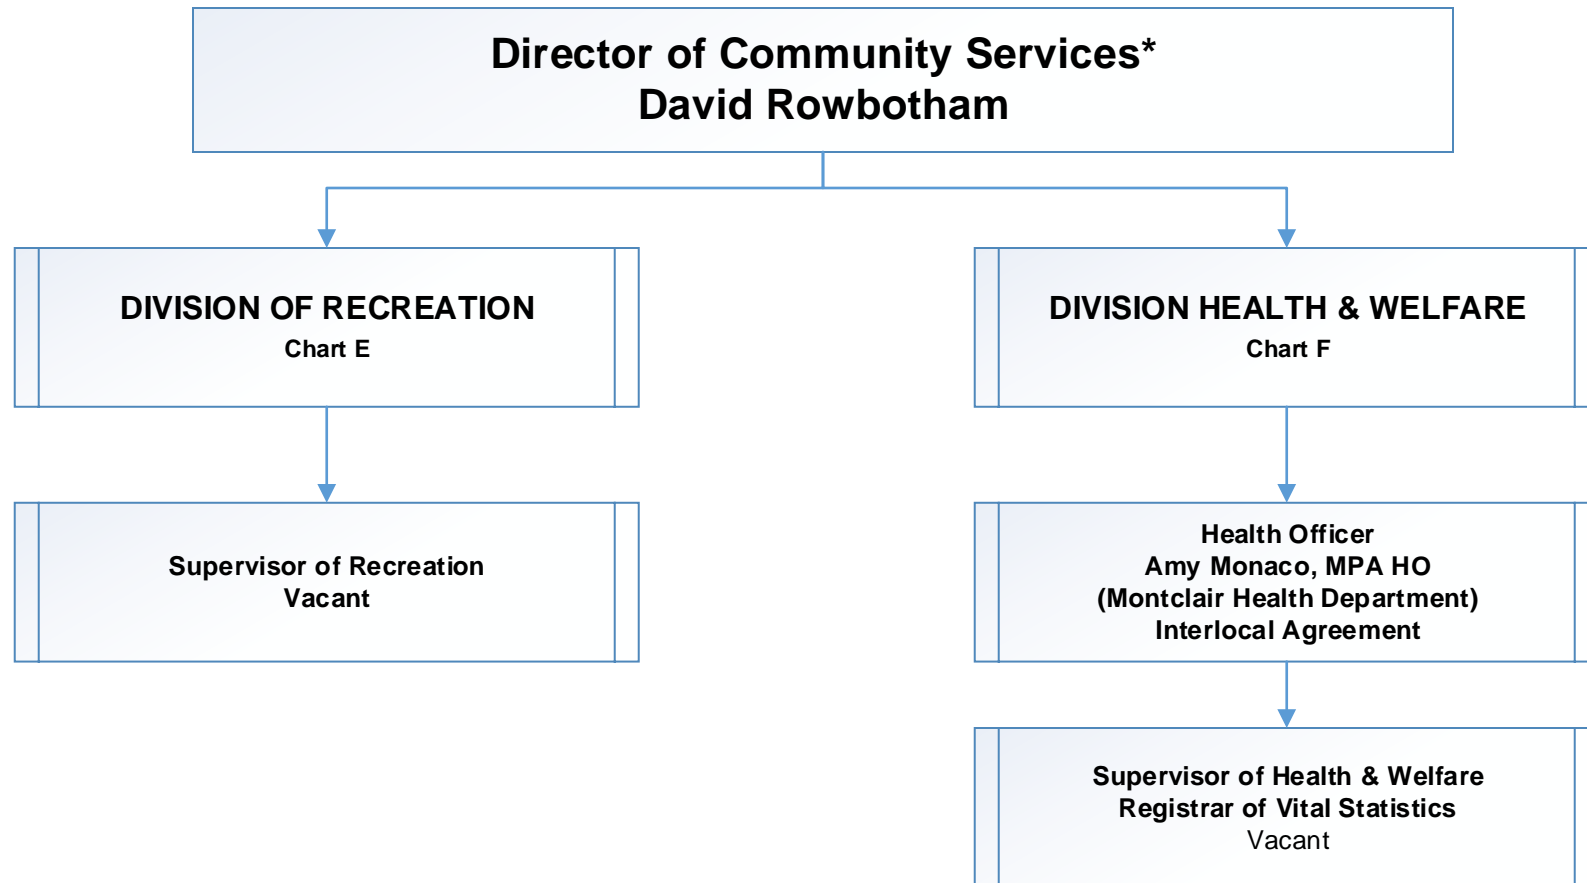 Director of Community Services*
David Rowbotham
DIVISION OF RECREATION
Chart E
DIVISION HEALTH & WELFARE
Chart F
Supervisor of Recreation
Vacant
Health Officer
Amy Monaco, MPA HO
(Montclair Health Department)
Interlocal Agreement
Supervisor of Health & Welfare
Registrar of Vital Statistics
Vacant